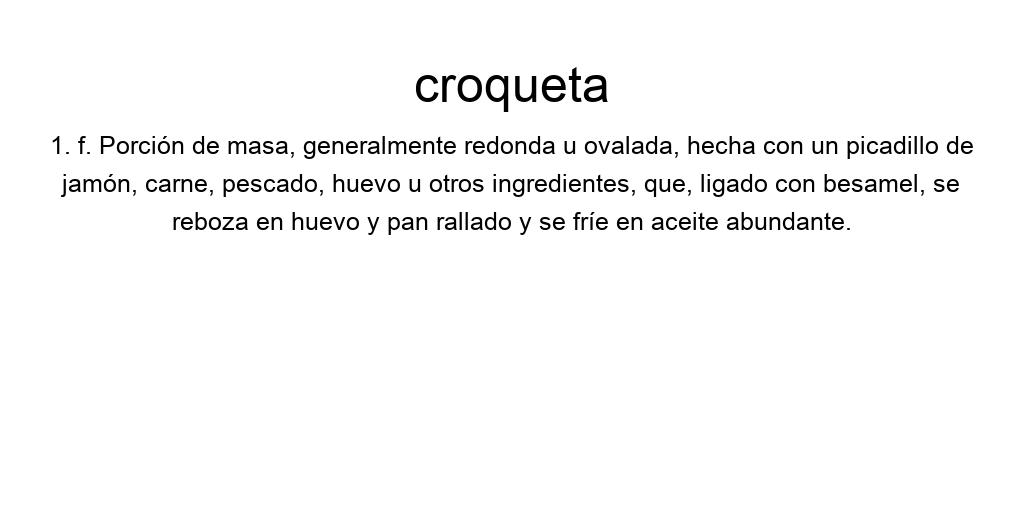 croqueta
1. f. Porción de masa, generalmente redonda u ovalada, hecha con un picadillo de
jamón, carne, pescado, huevo u otros ingredientes, que, ligado con besamel, se
reboza en huevo y pan rallado y se fríe en aceite abundante.